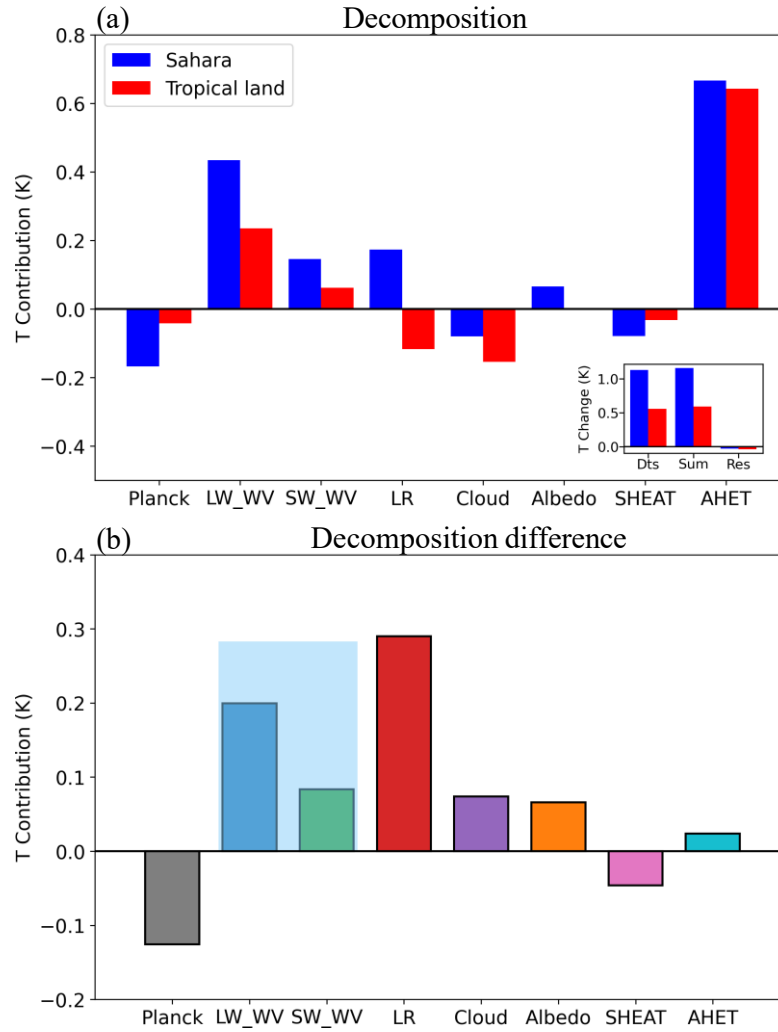 (a) Decomposition
0.8
0.6
0.4
0.2
0.0
−0.2
−0.4
T Contribution (K)
Sahara
Tropical land
T Change (K)
1.0
0.5
0.0
Dts Sum Res
Planck LW_WV SW_WV LR Cloud Albedo SHEAT AHET
(b) Decomposition difference
0.4
0.3
0.2
0.1
0.0
−0.1
−0.2
T Contribution (K)
Planck LW_WV SW_WV LR Cloud Albedo SHEAT AHET